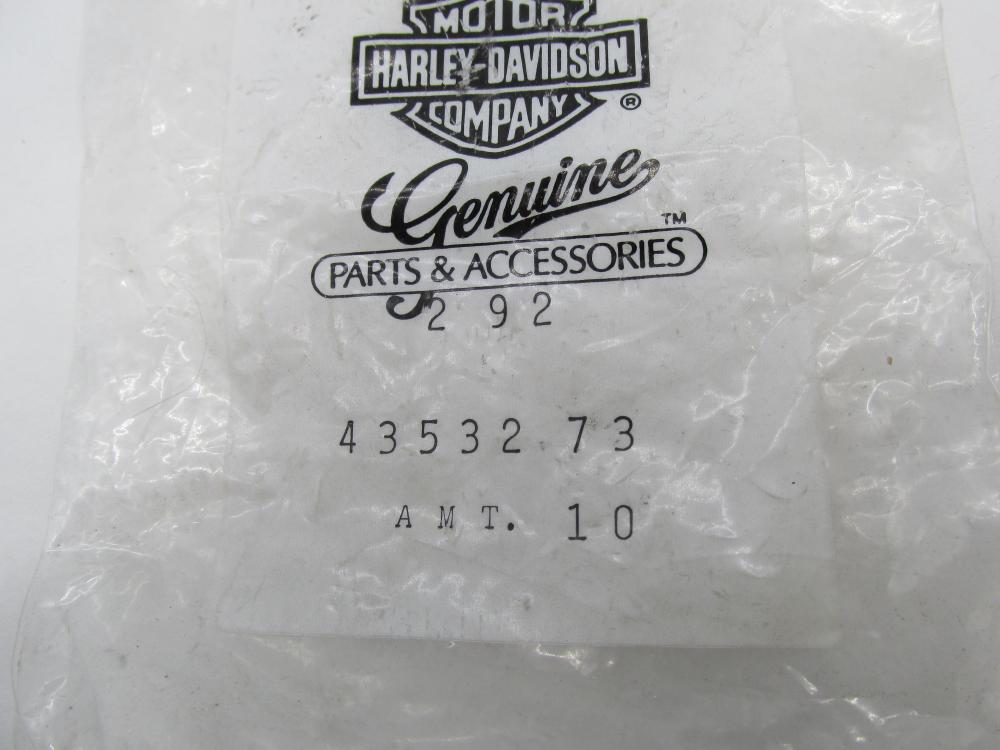 MOTOR
HARLEY-DAVIDSON
COMPANY
®
Genuine
TM
PARTS & ACCESSORIES
2 92
43532 73
AMT. 10